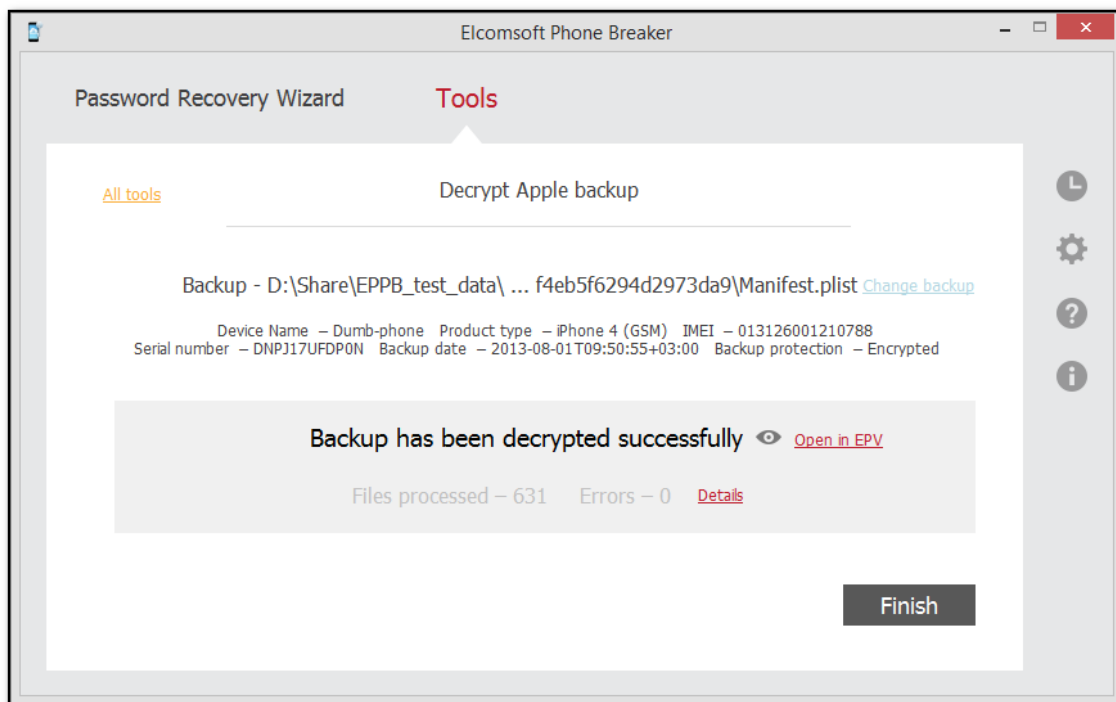 Elcomsoft Phone Breaker
Password Recovery Wizard Tools
All tools
Decrypt Apple backup
Backup - D:\Share\EPPB_test_data\ ... f4eb5f6294d2973da9\Manifest.plist Change backup
Device Name – Dumb-phone Product type – iPhone 4 (GSM) IMEI – 013126001210788
Serial number – DNPJ17UFDP0N Backup date – 2013-08-01T09:50:55+03:00 Backup protection – Encrypted
Backup has been decrypted successfully Open in EPV
Files processed – 631 Errors – 0 Details
Finish